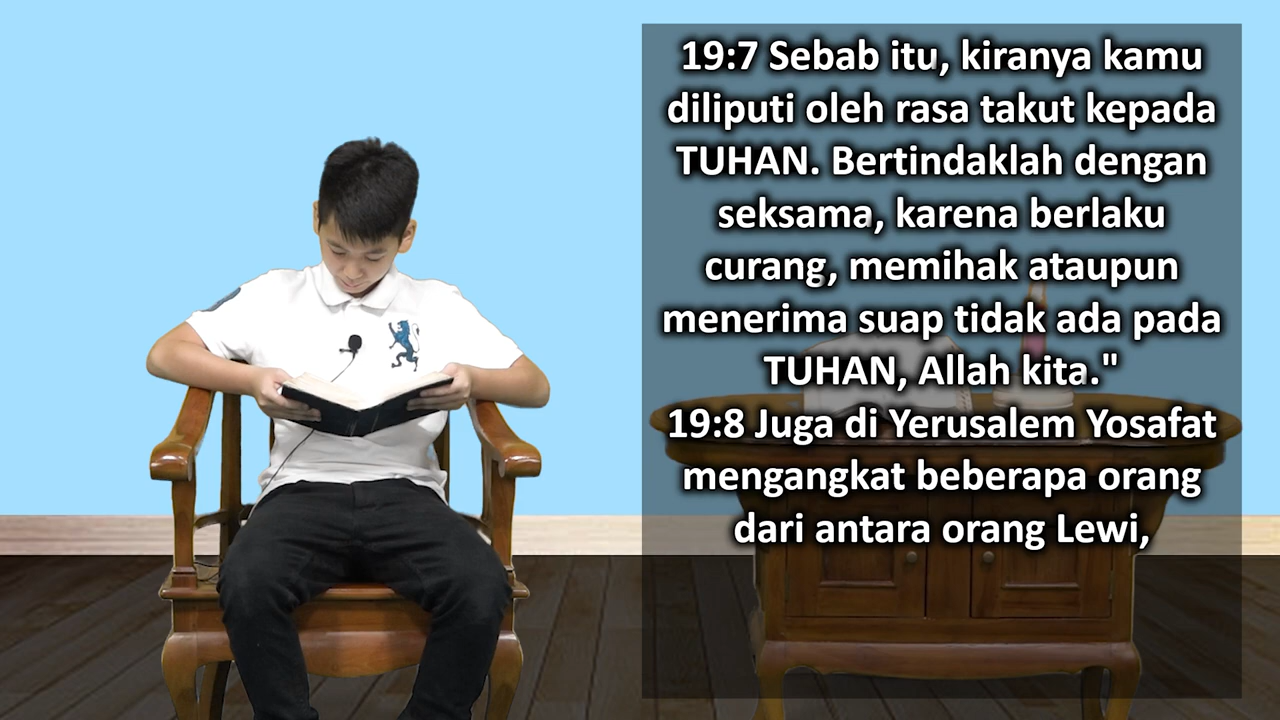 19:7 Sebab itu, kiranya kamu
diliputi oleh rasa takut kepada
TUHAN. Bertindaklah dengan
seksama, karena berlaku
curang, memihak ataupun
menerima suap tidak ada pada
TUHAN, Allah kita."
19:8 Juga di Yerusalem Yosafat
mengangkat beberapa orang
dari antara orang Lewi,